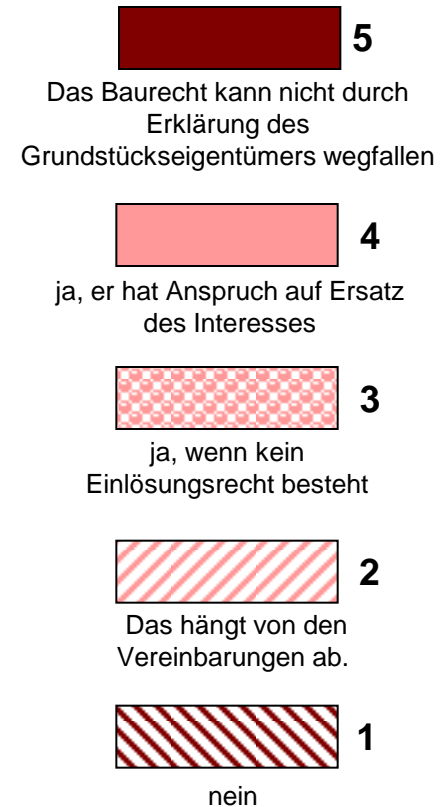 5
Das Baurecht kann nicht durch
Erklärung des
Grundstückseigentümers wegfallen
4
ja, er hat Anspruch auf Ersatz
des Interesses
3
ja, wenn kein
Einlösungsrecht besteht
2
Das hängt von den
Vereinbarungen ab.
1
nein